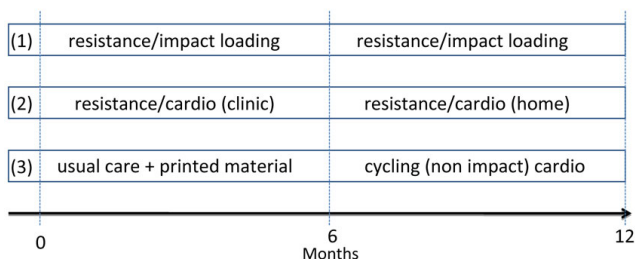 (1) resistance/impact loading resistance/impact loading
(2) resistance/cardio (clinic) resistance/cardio (home)
(3) usual care + printed material cycling (non impact) cardio
0 6 12
Months